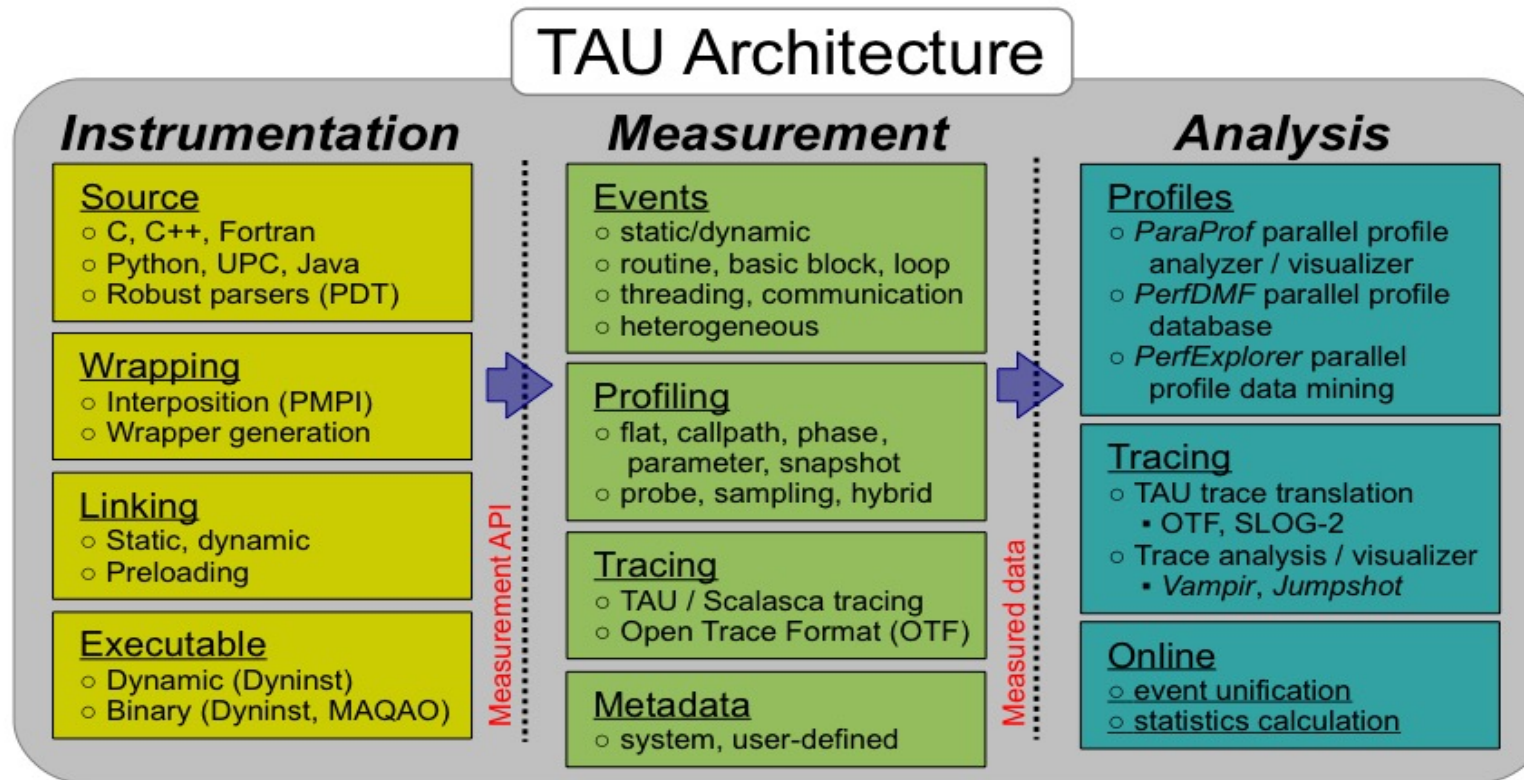 TAU Architecture
Instrumentation
Source
○ C, C++, Fortran
○ Python, UPC, Java
○ Robust parsers (PDT)
Wrapping
○ Interposition (PMPI)
○ Wrapper generation
Linking
○ Static, dynamic
○ Preloading
Executable
○ Dynamic (Dyninst)
○ Binary (Dyninst, MAQAO)
Measurement API
Measurement
Events
○ static/dynamic
○ routine, basic block, loop
○ threading, communication
○ heterogeneous
Profiling
○ flat, callpath, phase,
parameter, snapshot
○ probe, sampling, hybrid
Tracing
○ TAU / Scalasca tracing
○ Open Trace Format (OTF)
Metadata
○ system, user-defined
Measured data
Analysis
Profiles
○ ParaProf parallel profile
analyzer / visualizer
○ PerfDMF parallel profile
database
○ PerfExplorer parallel
profile data mining
Tracing
○ TAU trace translation
▪ OTF, SLOG-2
○ Trace analysis / visualizer
▪ Vampir, Jumpshot
Online
○ event unification
○ statistics calculation